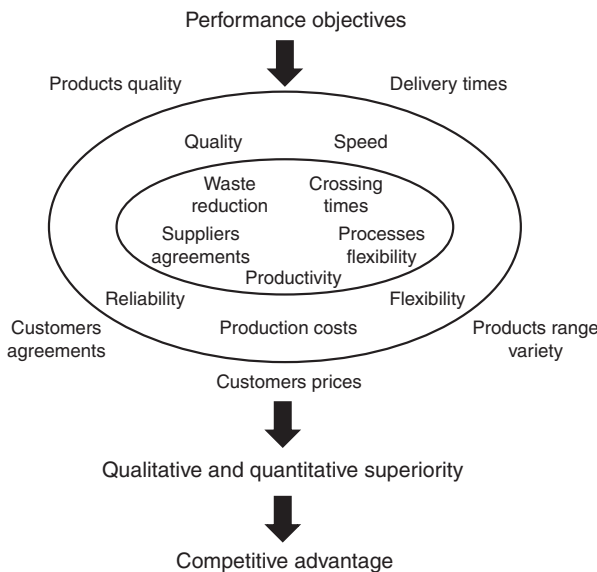 Performance objectives
Products quality
Delivery times
Quality
Speed
Waste
reduction
Crossing
times
Suppliers
agreements
Processes
flexibility
Productivity
Reliability
Flexibility
Customers
agreements
Production costs
Products range
variety
Customers prices
Qualitative and quantitative superiority
Competitive advantage